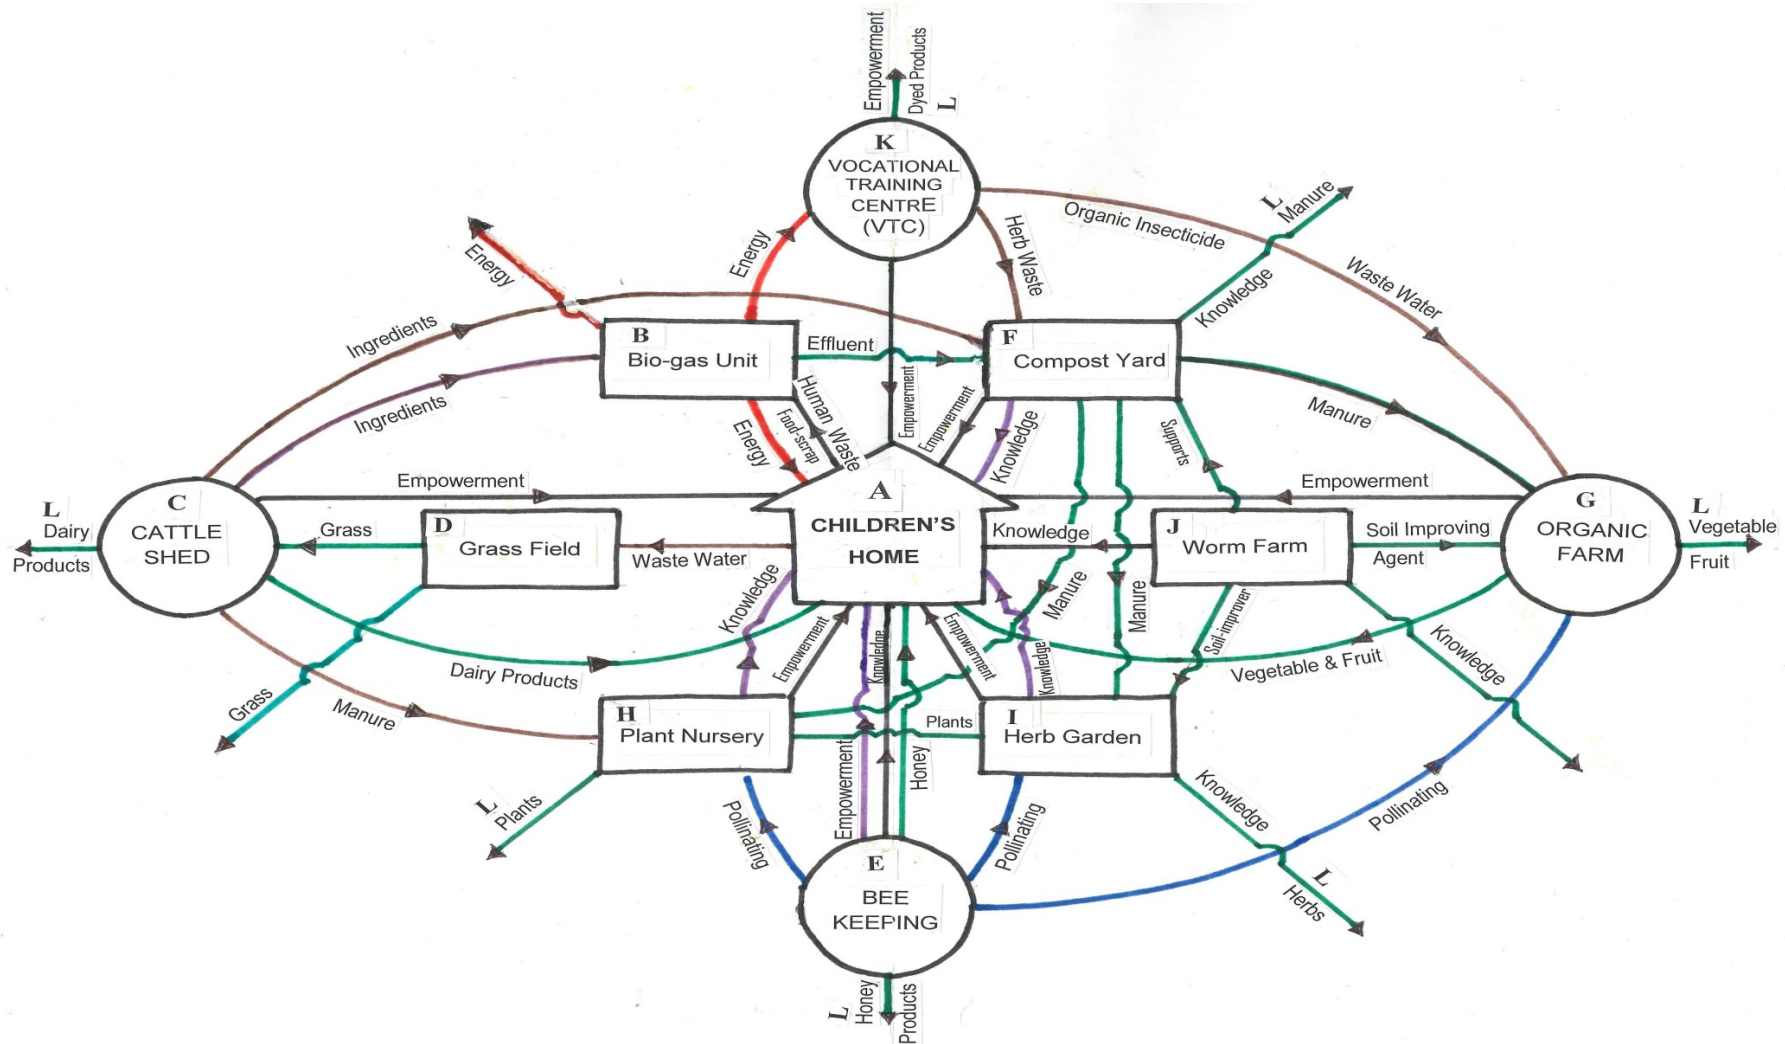 Empowerment
Dyed Products
L
K
VOCATIONAL
TRAINING
CENTRE
(VTC)
Energy
Energy
Herb Waste
Organic Insecticide
L
Manure
Knowledge
Waste Water
Ingredients
Ingredients
B
Bio-gas Unit
Effluent
F
Compost Yard
Manure
Energy
Food-scrap
Human Waste
Empowerment
Empowerment
Knowledge
Supports
Empowerment
Empowerment
L
Dairy
Products
C
CATTLE
SHED
Grass
D
Grass Field
Waste Water
A
CHILDREN'S
HOME
Knowledge
J
Worm Farm
Soil Improving
Agent
G
ORGANIC
FARM
L
Vegetable
Fruit
Knowledge
Empowerment
Knowledge
Empowerment
Knowledge
Manure
Manure
Soil-improver
Knowledge
Vegetable & Fruit
Dairy Products
Grass
Manure
H
Plant Nursery
Plants
I
Herb Garden
L
Plants
Empowerment
Honey
Pollinating
Pollinating
Pollinating
Knowledge
L
Herbs
E
BEE
KEEPING
L
Honey
Products